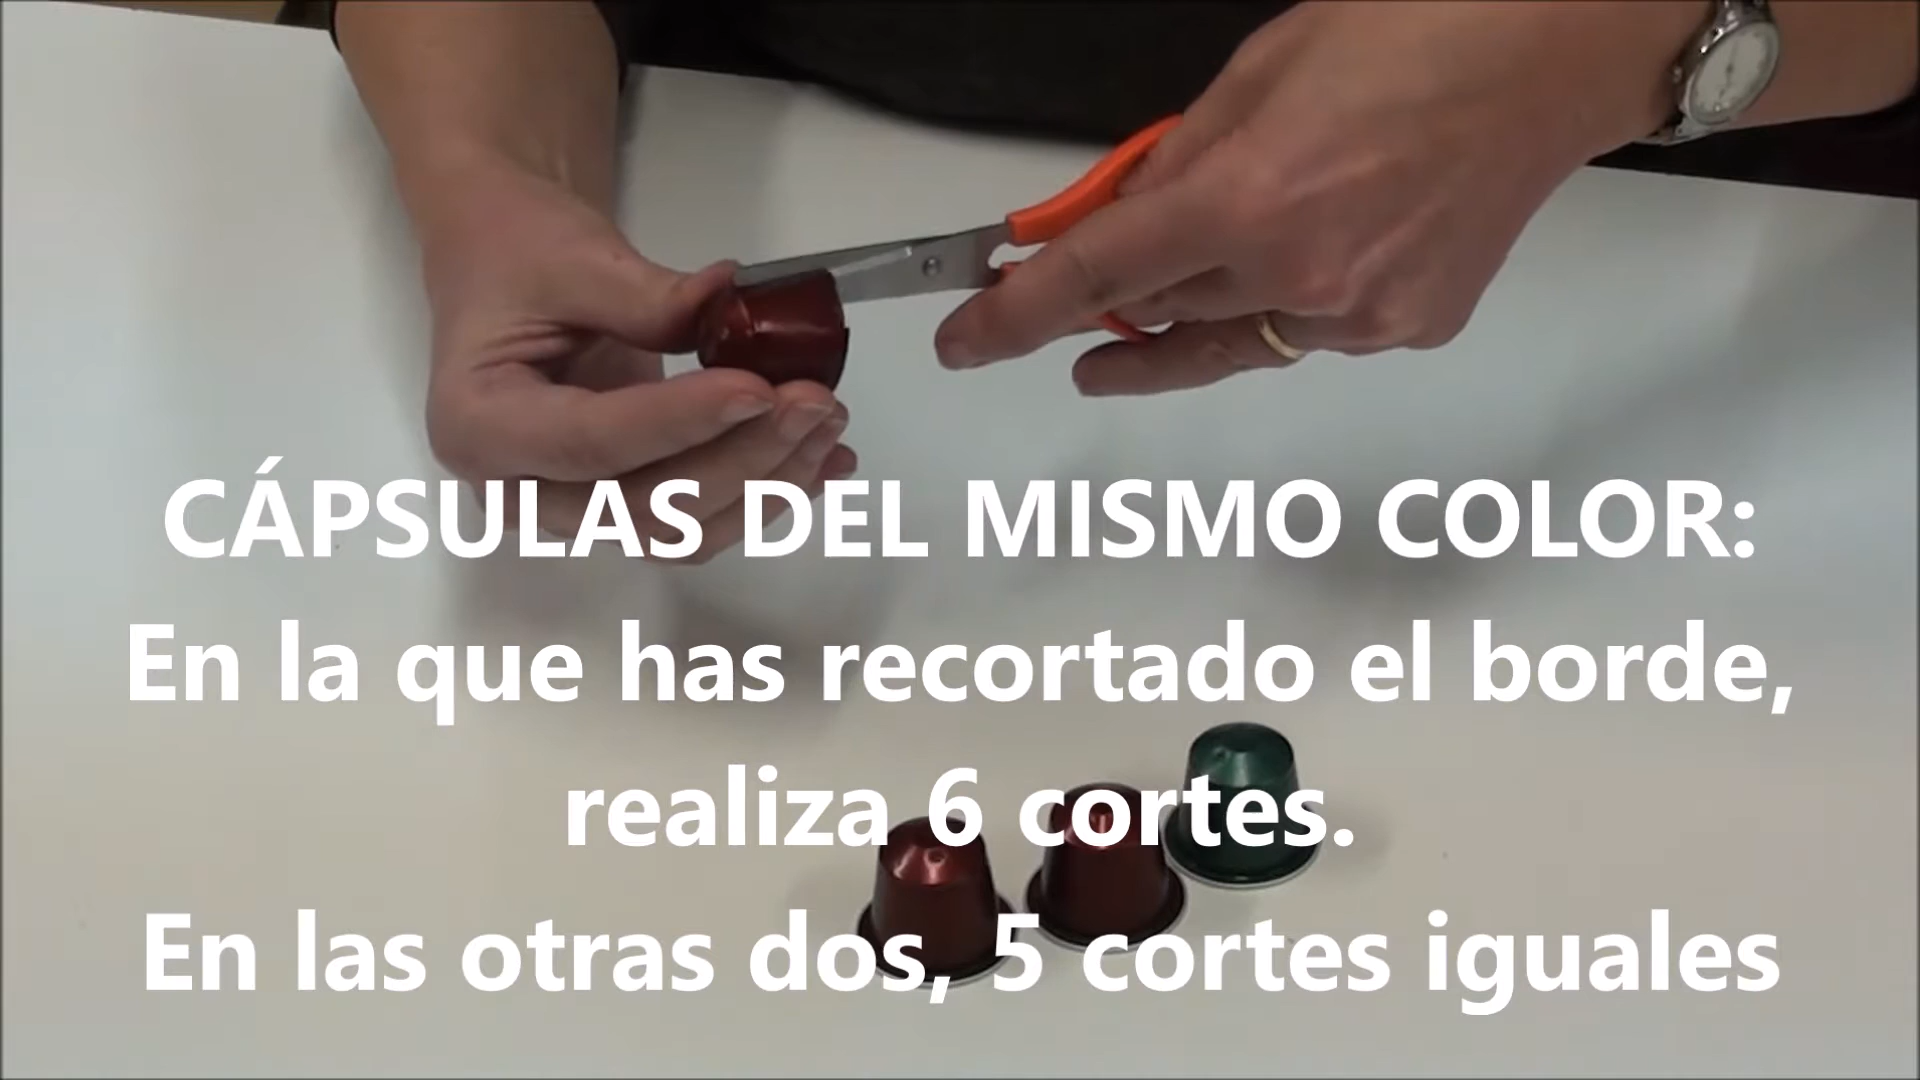 CÁPSULAS DEL MISMO COLOR:
En la que has recortado el borde,
realiza 6 cortes.
En las otras dos, 5 cortes iguales